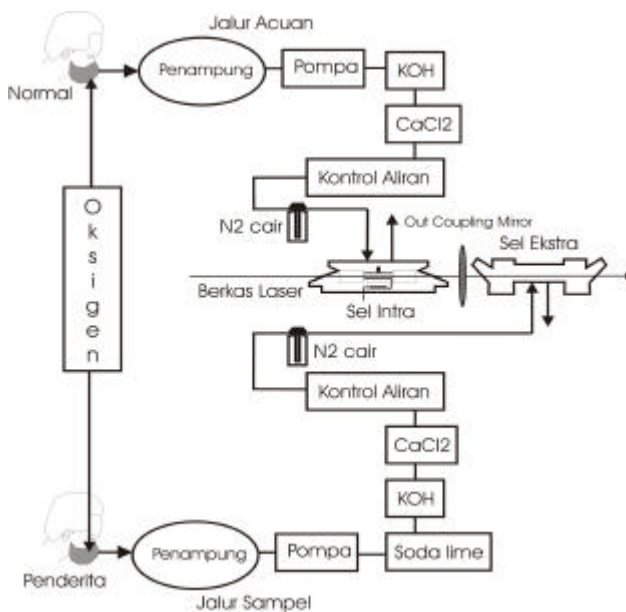 Jalur Acuan
Penampung
Pompa
KOH
Normal
CaCl2
Kontrol Aliran
N2 cair
Out Coupling Mirror
Sel Ekstra
Oksigen
Berkas Laser
Sel Intra
N2 cair
Kontrol Aliran
CaCl2
KOH
Penampung
Pompa
Soda lime
Penderita
Jalur Sampel